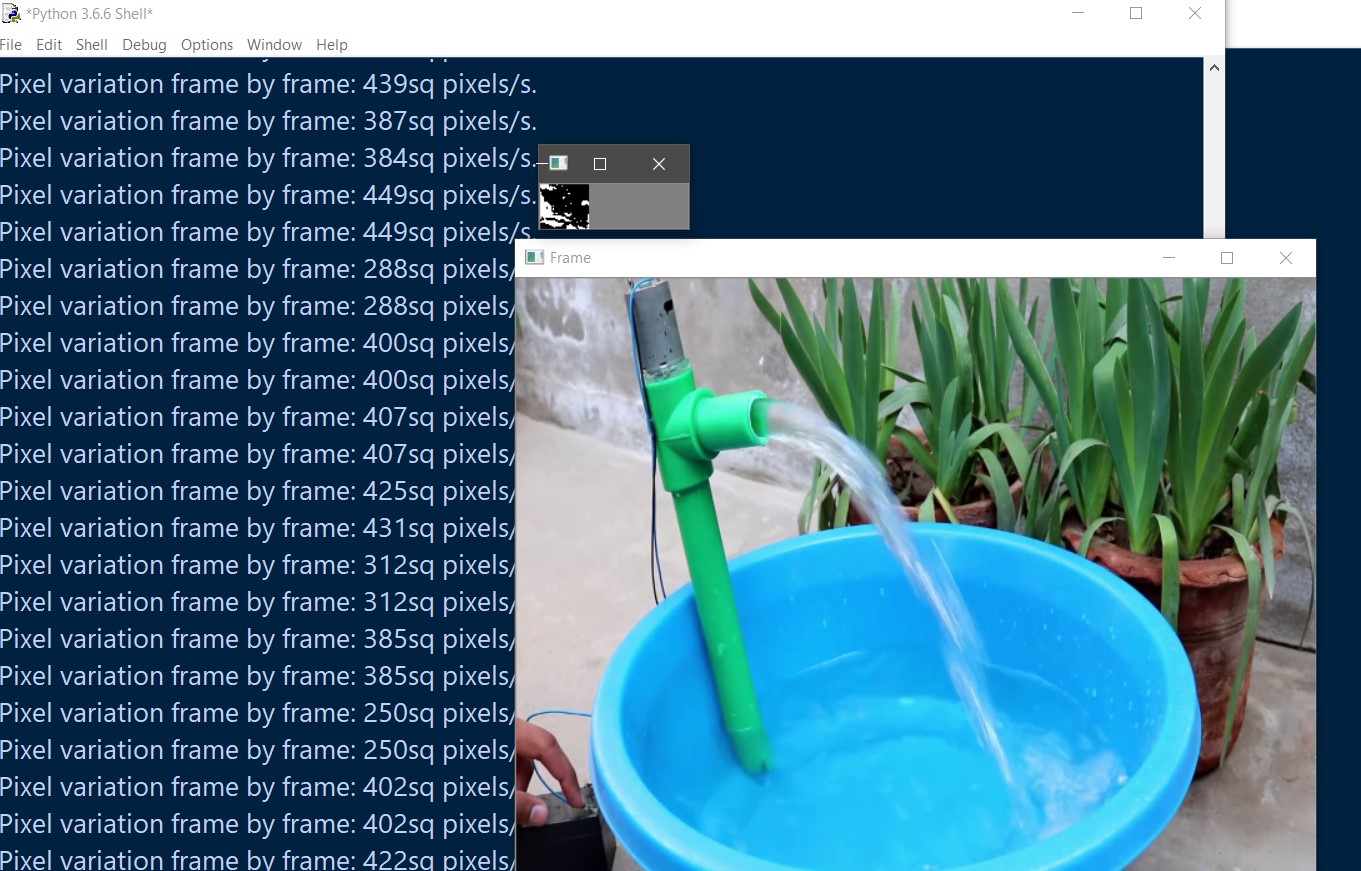 *Python 3.6.6 Shell*
File Edit Shell Debug Options Window Help
Pixel variation frame by frame: 439sq pixels/s.
Pixel variation frame by frame: 387sq pixels/s.
Pixel variation frame by frame: 384sq pixels/s.
Pixel variation frame by frame: 449sq pixels/s.
Pixel variation frame by frame: 449sq pixels/s.
Frame
Pixel variation frame by frame: 288sq pixels/
Pixel variation frame by frame: 288sq pixels/
Pixel variation frame by frame: 400sq pixels/
Pixel variation frame by frame: 400sq pixels/
Pixel variation frame by frame: 407sq pixels/
Pixel variation frame by frame: 407sq pixels/
Pixel variation frame by frame: 425sq pixels/
Pixel variation frame by frame: 431sq pixels/
Pixel variation frame by frame: 312sq pixels/
Pixel variation frame by frame: 312sq pixels/
Pixel variation frame by frame: 385sq pixels/
Pixel variation frame by frame: 385sq pixels/
Pixel variation frame by frame: 250sq pixels/
Pixel variation frame by frame: 250sq pixels/
Pixel variation frame by frame: 402sq pixels/
Pixel variation frame by frame: 402sq pixels/
Pixel variation frame by frame: 422sq pixels/